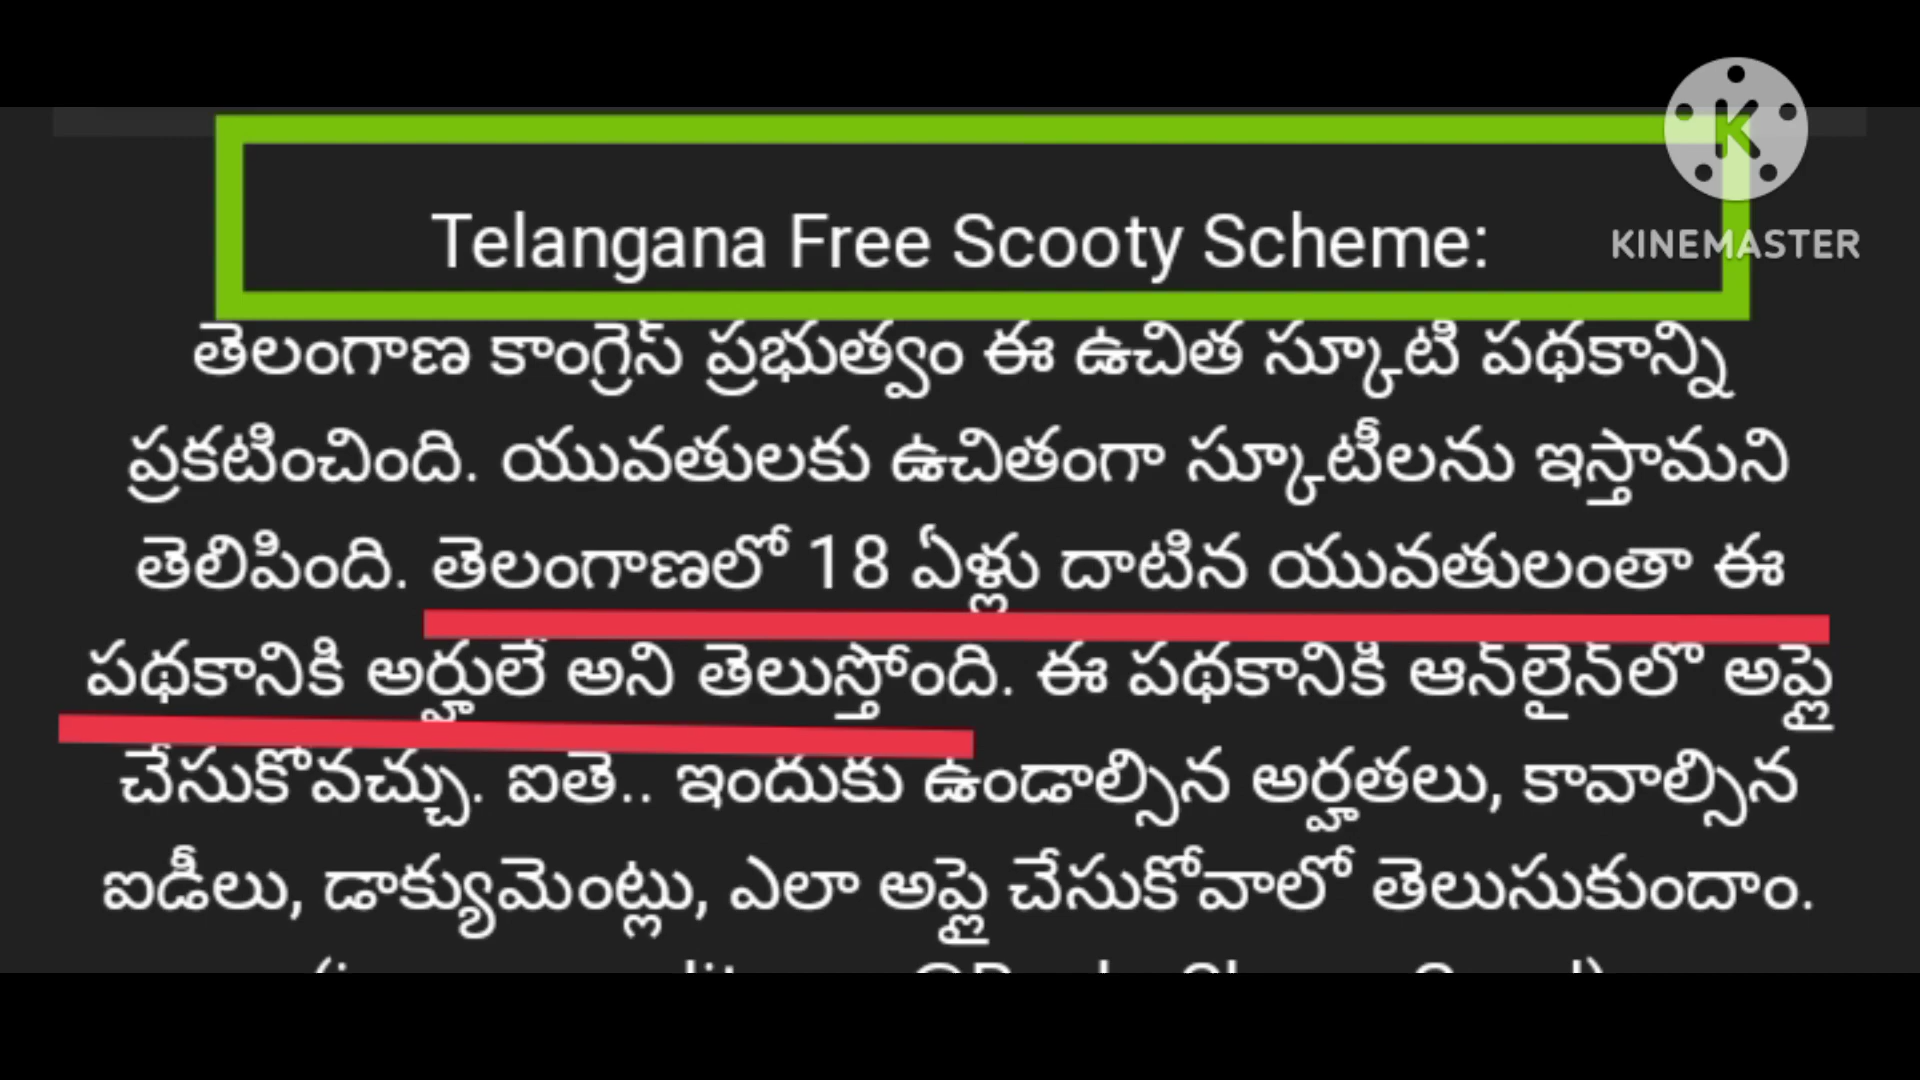 Telangana Free Scooty Scheme:
KINEMASTER
తెలంగాణ కాంగ్రెస్ ప్రభుత్వం ఈ ఉచిత స్కూటీ పథకాన్ని
ప్రకటించింది. యువతులకు ఉచితంగా స్కూటీలను ఇస్తామని
తెలిపింది. తెలంగాణలో 18 ఏళ్లు దాటిన యువతులంతా ఈ
పథకానికి అర్హులే అని తెలుస్తోంది. ఈ పథకానికి ఆన్‌లైన్‌లో అప్లై
చేసుకోవచ్చు. ఐతే.. ఇందుకు ఉండాల్సిన అర్హతలు, కావాల్సిన
ఐడీలు, డాక్యుమెంట్లు, ఎలా అప్లై చేసుకోవాలో తెలుసుకుందాం.